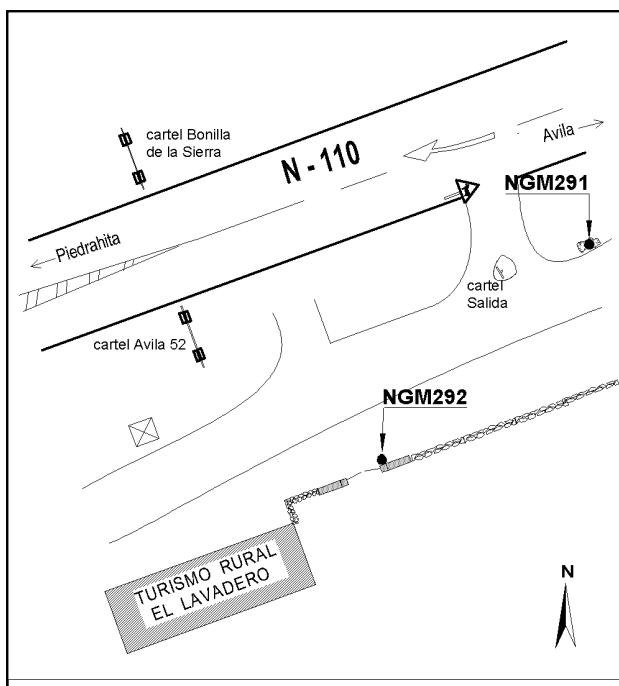 cartel Bonilla
de la Sierra
N - 110
Avila
NGM291
Piedrahita
cartel
Salida
cartel Avila 52
NGM292
TURISMO RURAL
EL LAVADERO
N